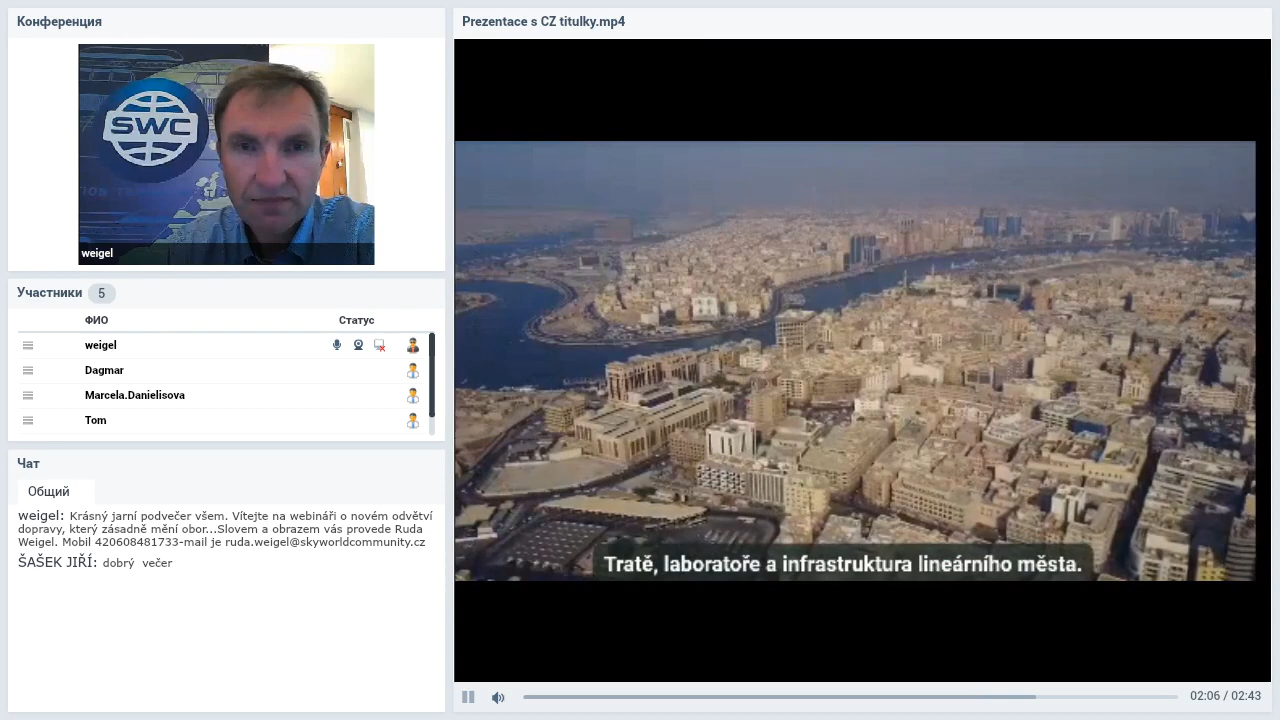 Конференция
SWC
weigel
Участники 5
ФИО Статус
weigel
Dagmar
Marcela.Danielisova
Tom
Чат
Общий
weigel: Krásný jarní podvečer všem. Vítejte na webináři o novém odvětví
dopravy, který zásadně mění obor...Slovem a obrazem vás provede Ruda
Weigel. Mobil 420608481733-mail je ruda.weigel@skyworldcommunity.cz
ŠAŠEK JIŘÍ: dobrý večer
Prezentace s CZ titulky.mp4
Tratě, laboratoře a infrastruktura lineárního města.
02:06 / 02:43